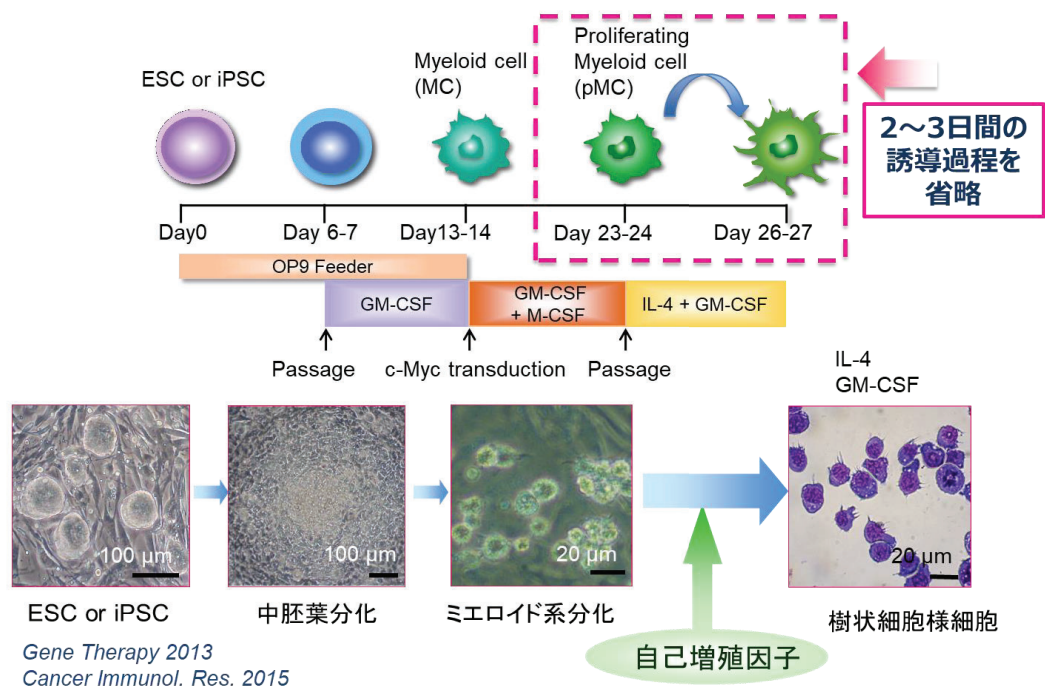 ESC or iPSC
Myeloid cell
(MC)
Proliferating
Myeloid cell
(pMC)
2～3日間の
誘導過程を
省略
Day0
Day 6-7
Day13-14
Day 23-24
Day 26-27
OP9 Feeder
GM-CSF
GM-CSF
+ M-CSF
IL-4 + GM-CSF
Passage
c-Myc transduction
Passage
IL-4
GM-CSF
100 μm
100 μm
20 μm
20 μm
ESC or iPSC
中胚葉分化
ミエロイド系分化
樹状細胞様細胞
自己増殖因子
Gene Therapy 2013
Cancer Immunol. Res. 2015